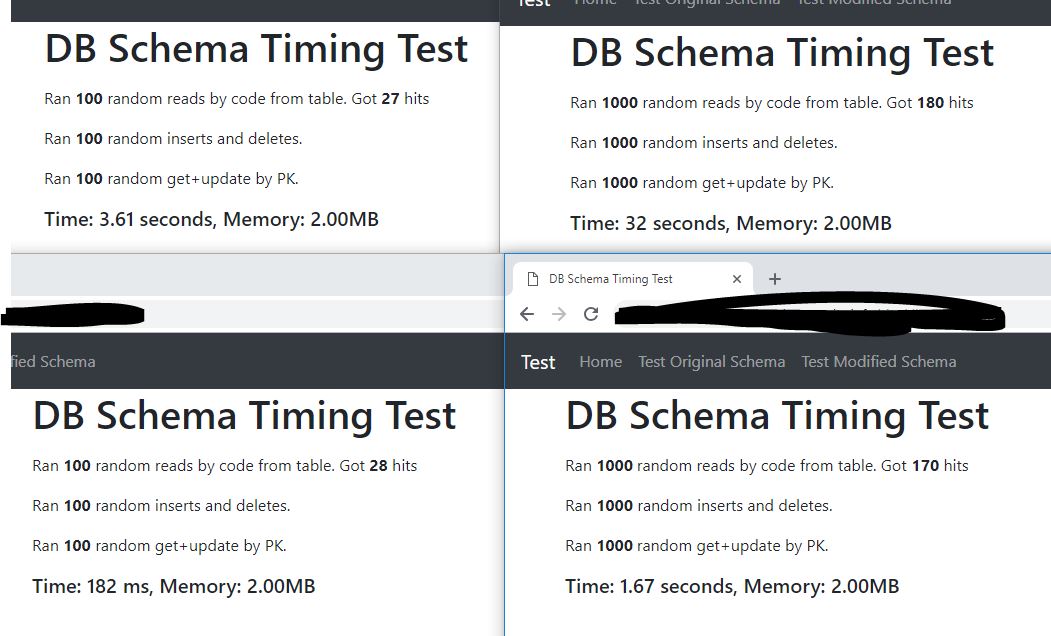 Test Home Test Original Schema Test Modified Schema
DB Schema Timing Test
Ran 100 random reads by code from table. Got 27 hits
Ran 100 random inserts and deletes.
Ran 100 random get+update by PK.
Time: 3.61 seconds, Memory: 2.00MB
DB Schema Timing Test
Ran 1000 random reads by code from table. Got 180 hits
Ran 1000 random inserts and deletes.
Ran 1000 random get+update by PK.
Time: 32 seconds, Memory: 2.00MB
fied Schema
DB Schema Timing Test
Ran 100 random reads by code from table. Got 28 hits
Ran 100 random inserts and deletes.
Ran 100 random get+update by PK.
Time: 182 ms, Memory: 2.00MB
DB Schema Timing Test
Test Home Test Original Schema Test Modified Schema
DB Schema Timing Test
Ran 1000 random reads by code from table. Got 170 hits
Ran 1000 random inserts and deletes.
Ran 1000 random get+update by PK.
Time: 1.67 seconds, Memory: 2.00MB